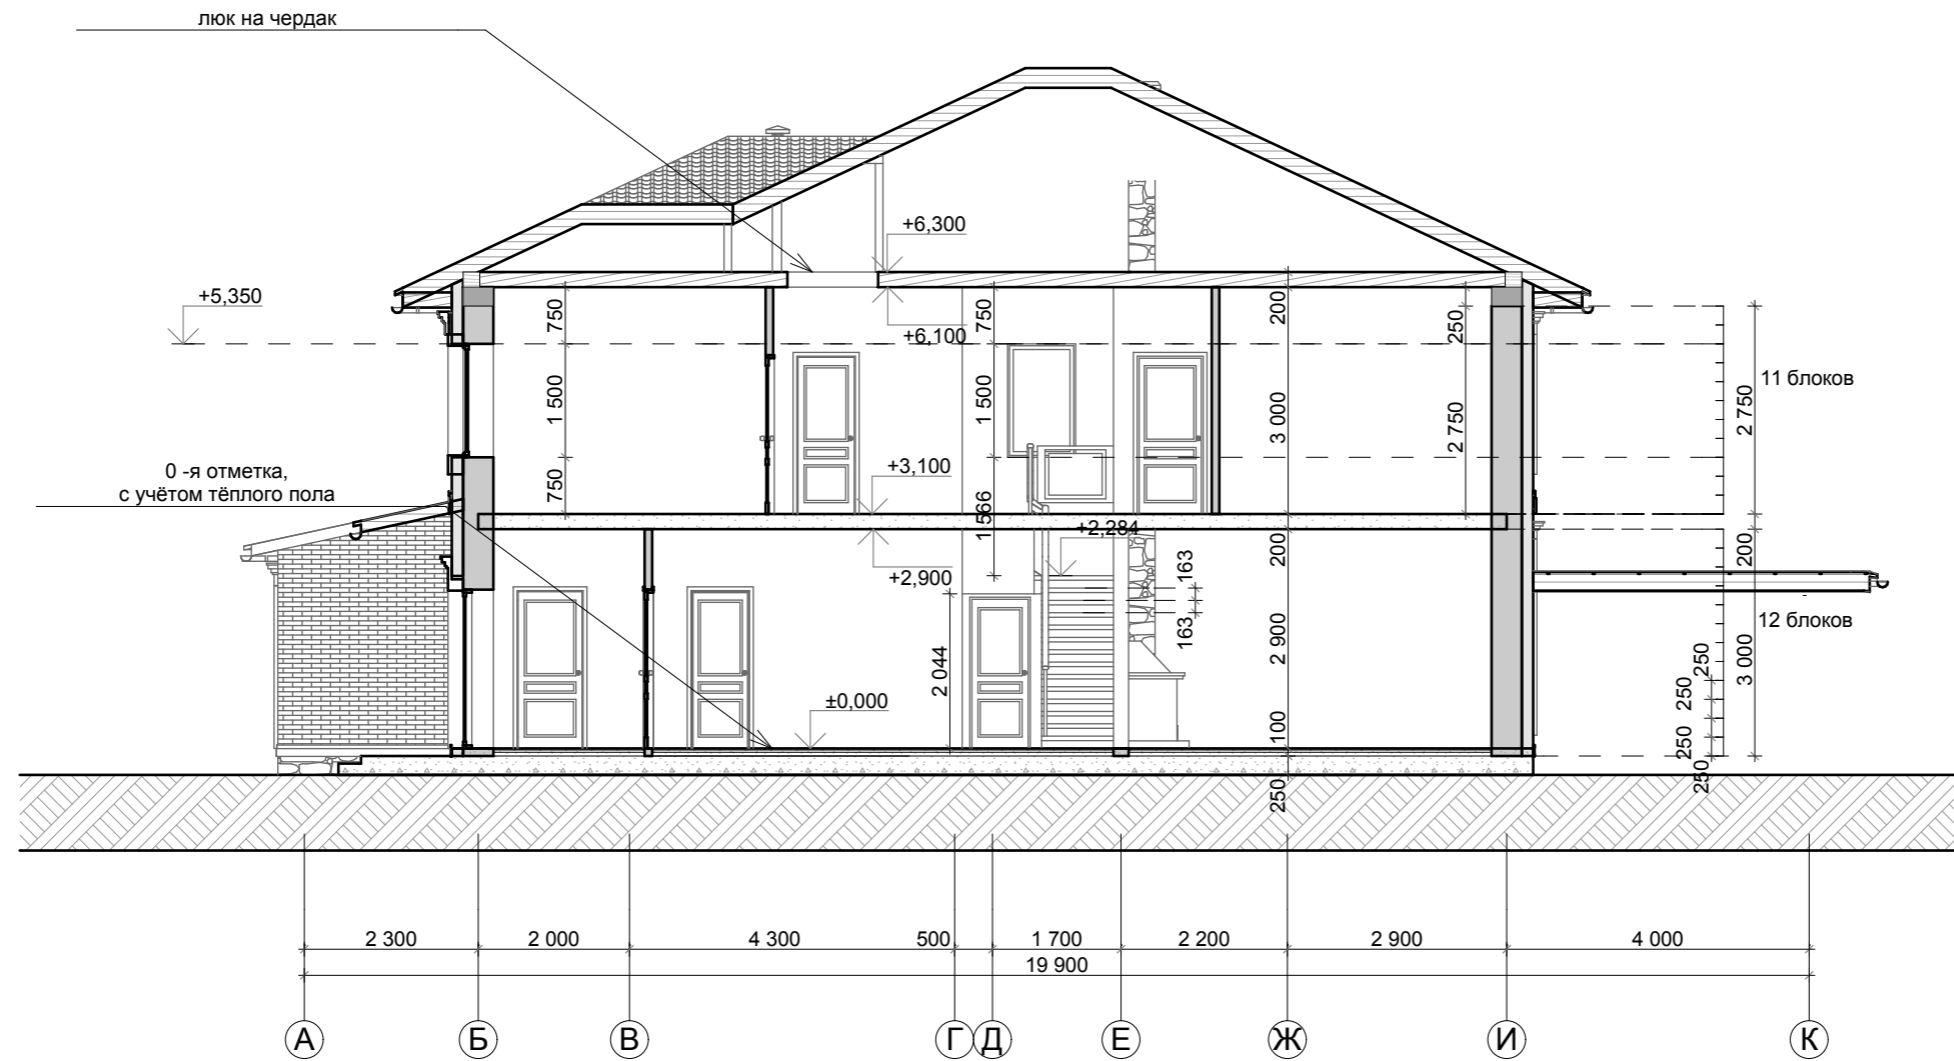 люк на чердак
+6,300
+5,350
750
750
200
250
+6,100
11 блоков
1 500
1 500
3 000
2 750
2 750
0 -я отметка,
с учётом тёплого пола
+3,100
750
1566
+2,284
200
163
200
+2,900
12 блоков
163
2 900
2 044
250
3 000
250
±0,000
100
250
250
250
2 300
2 000
4 300
500
1 700
2 200
2 900
4 000
19 900
А
Б
В
Г
Д
Е
Ж
И
К